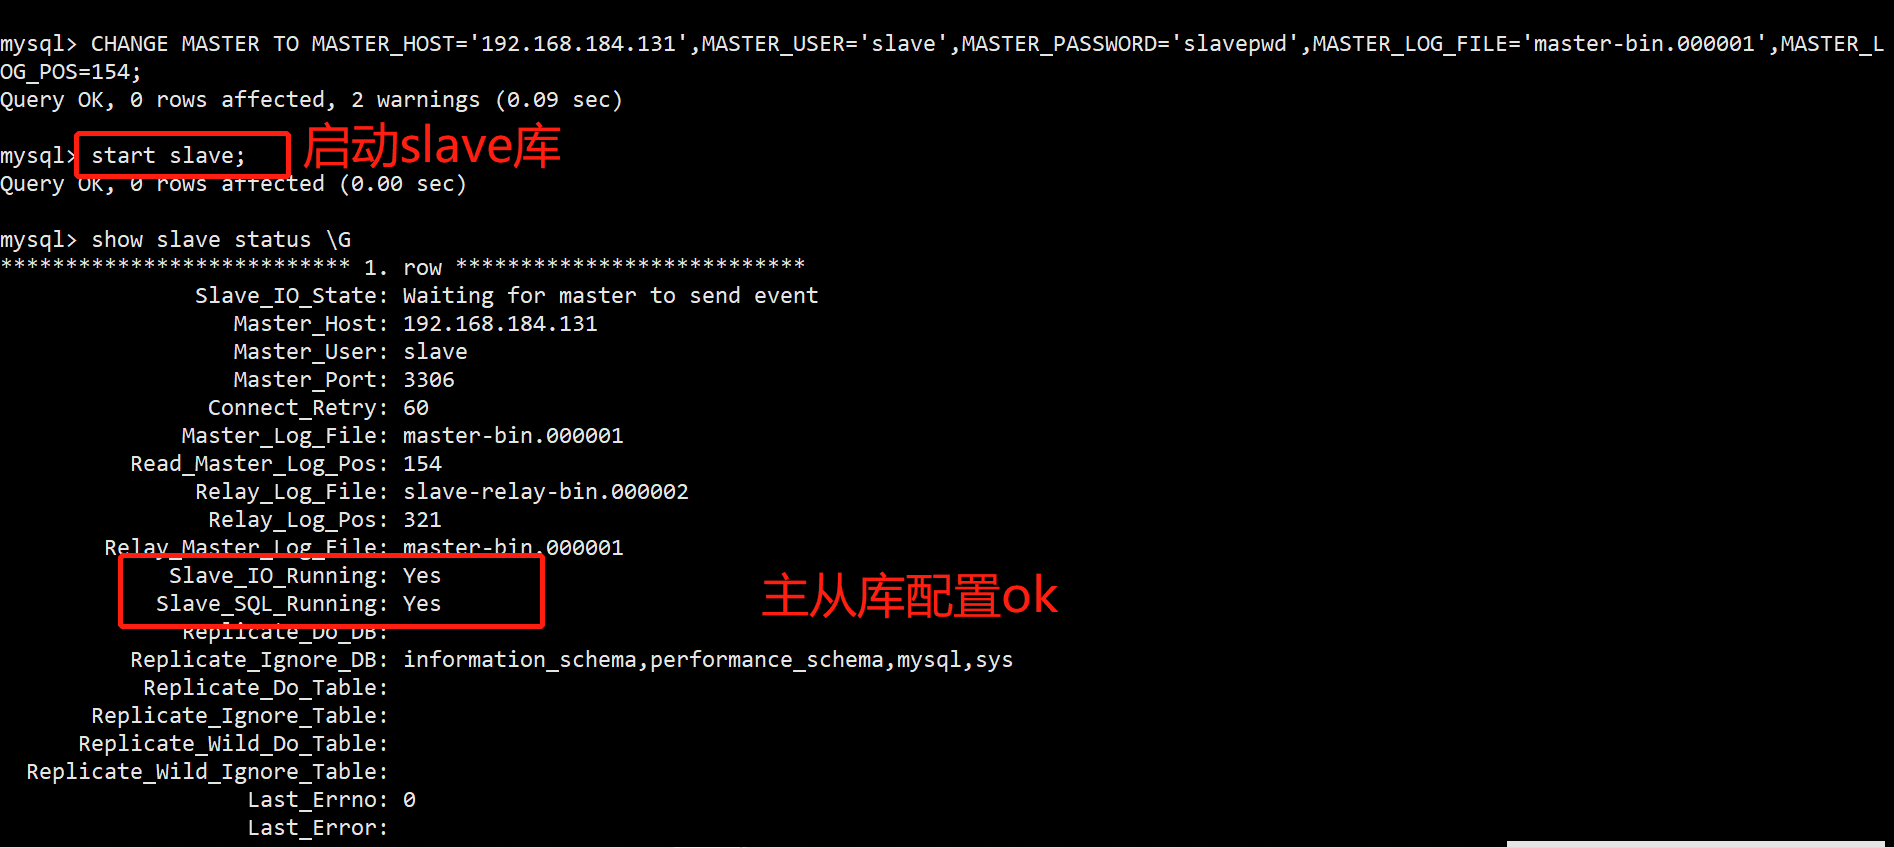 mysql> CHANGE MASTER TO MASTER_HOST='192.168.184.131',MASTER_USER='slave',MASTER_PASSWORD='slavepwd',MASTER_LOG_FILE='master-bin.000001',MASTER_L
OG_POS=154;
Query OK, 0 rows affected, 2 warnings (0.09 sec)
mysql> start slave; 启动slave库
Query OK, 0 rows affected (0.00 sec)
mysql> show slave status \G
*************************** 1. row ***************************
Slave_IO_State: Waiting for master to send event
Master_Host: 192.168.184.131
Master_User: slave
Master_Port: 3306
Connect_Retry: 60
Master_Log_File: master-bin.000001
Read_Master_Log_Pos: 154
Relay_Log_File: slave-relay-bin.000002
Relay_Log_Pos: 321
Relay_Master_Log_File: master-bin.000001
Slave_IO_Running: Yes
Slave_SQL_Running: Yes
主从库配置ok
Replicate_Do_DB:
Replicate_Ignore_DB: information_schema,performance_schema,mysql,sys
Replicate_Do_Table:
Replicate_Ignore_Table:
Replicate_Wild_Do_Table:
Replicate_Wild_Ignore_Table:
Last_Errno: 0
Last_Error: